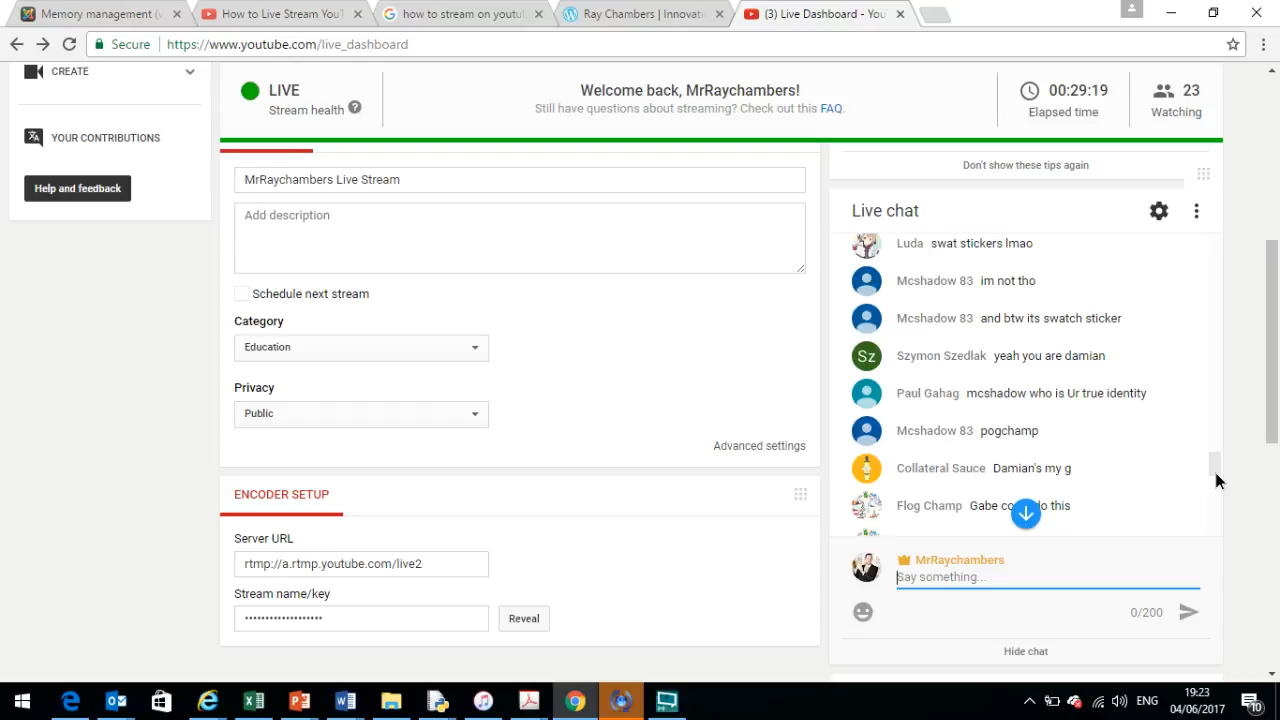 Memory management (
How to Live Stream YouT
how to stream on youtul
Ray Chambers | Innovati
(3) Live Dashboard - You
Secure
https://www.youtube.com/live_dashboard
CREATE
YOUR CONTRIBUTIONS
Help and feedback
LIVE
Stream health
Welcome back, MrRaychambers!
Still have questions about streaming? Check out this FAQ.
00:29:19
Elapsed time
23
Watching
MrRaychambers Live Stream
Add description
Schedule next stream
Category
Education
Privacy
Public
Advanced settings
ENCODER SETUP
Server URL
rtmp://a.rtmp.youtube.com/live2
Stream name/key
Reveal
Don't show these tips again
Live chat
Luda swat stickers lmao
Mcshadow 83 im not tho
Mcshadow 83 and btw its swatch sticker
Sz
Szymon Szedlak yeah you are damian
Paul Gahag mcshadow who is Ur true identity
Mcshadow 83 pogchamp
Collateral Sauce Damian's my g
Flog Champ Gabe co do this
MrRaychambers
Say something...
0/200
Hide chat
ENG
19:23
04/06/2017
10